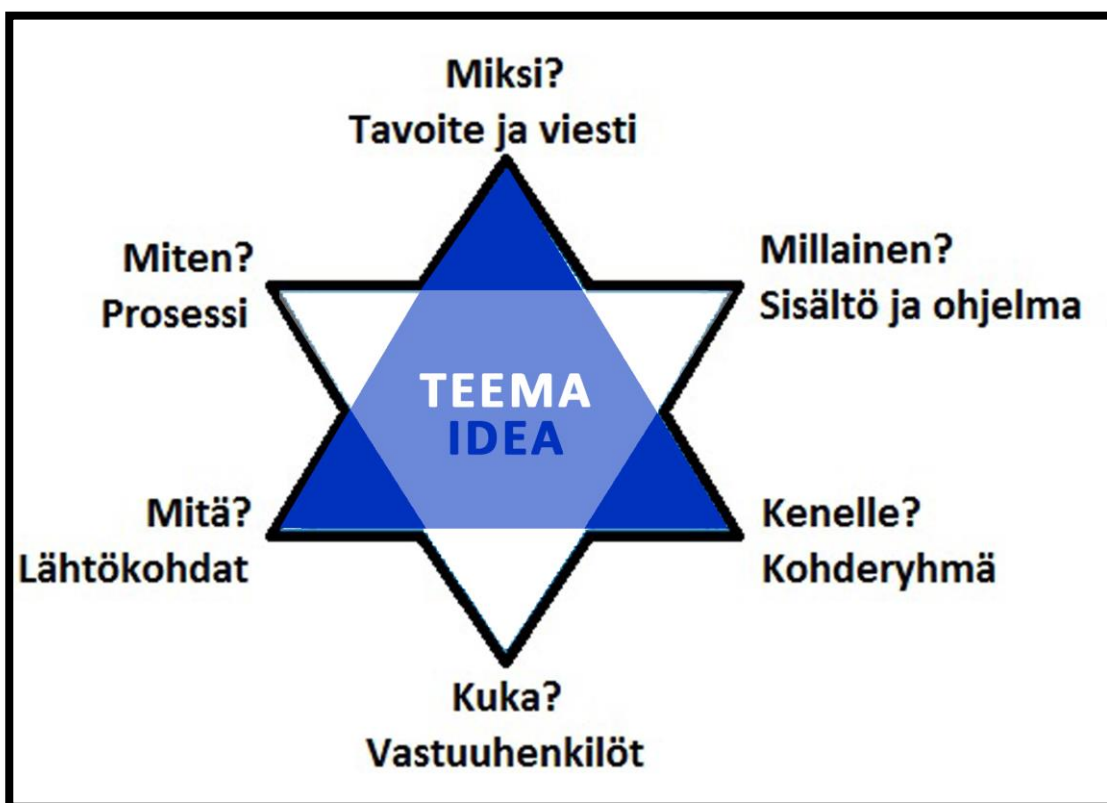 Miksi?
Tavoite ja viesti
Miten?
Prosessi
Millainen?
Sisältö ja ohjelma
TEEMA
IDEA
Mitä?
Lähtökohdat
Kenelle?
Kohderyhmä
Kuka?
Vastuuhenkilöt